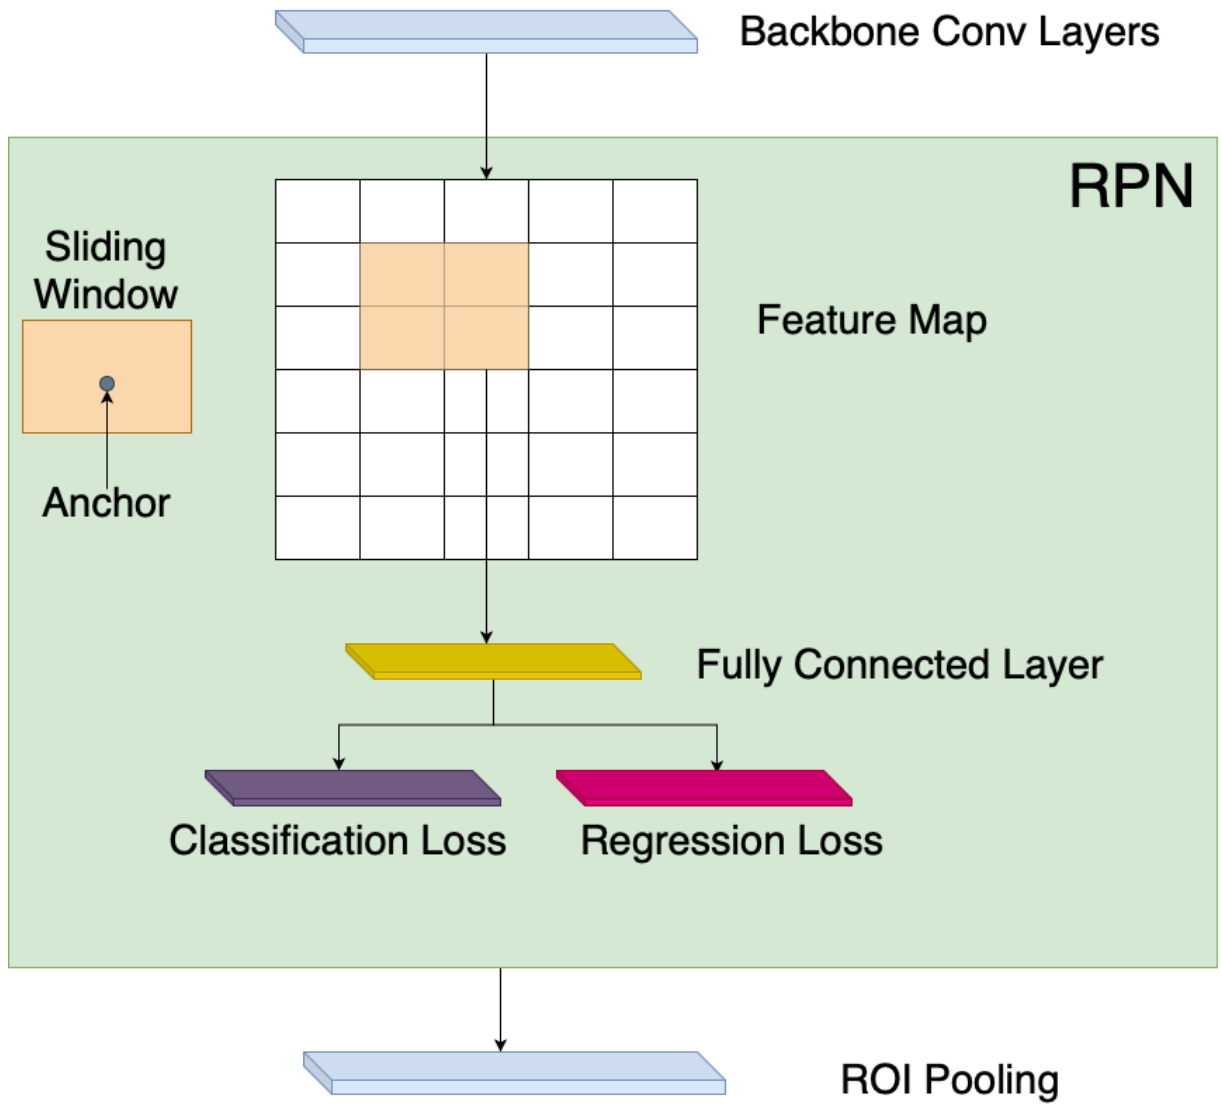 Backbone Conv Layers
RPN
Sliding
Window
Feature Map
Anchor
Fully Connected Layer
Classification Loss
Regression Loss
ROI Pooling